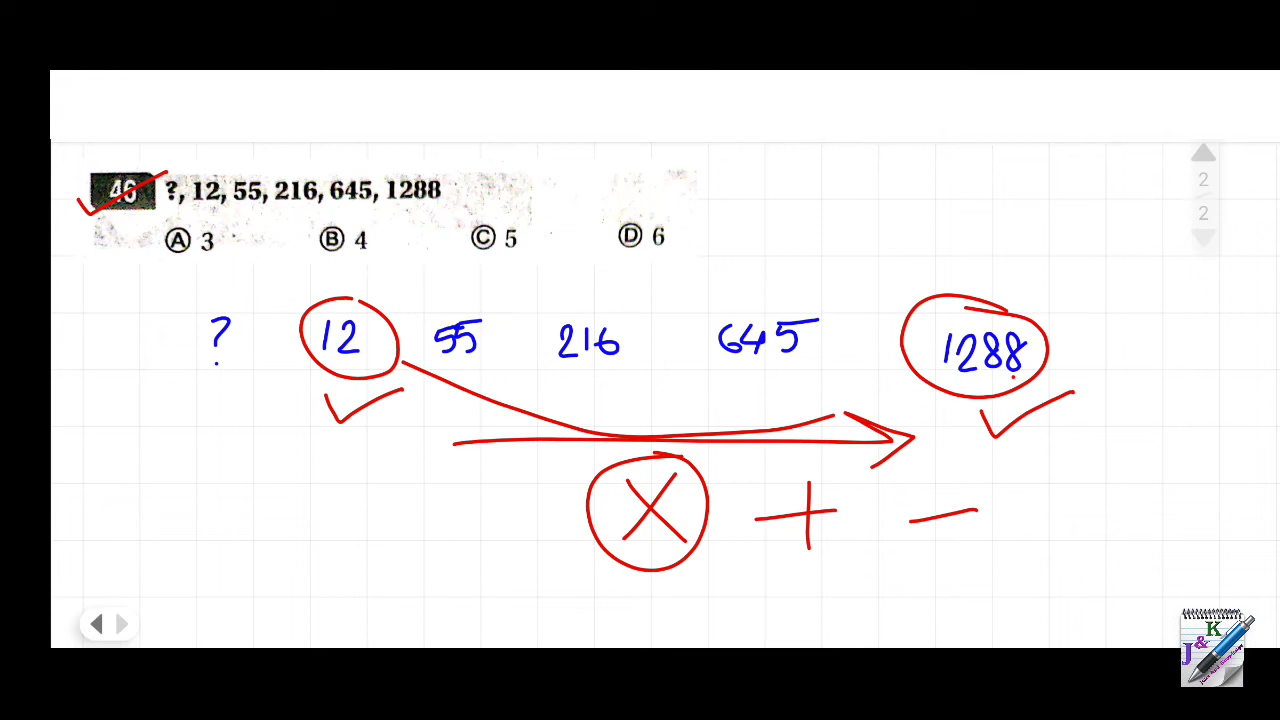 46 ?, 12, 55, 216, 645, 1288
Ⓐ 3 Ⓑ 4 Ⓒ 5 Ⓓ 6
? 12 55 216 645 1288
× + −
2
2
J&K